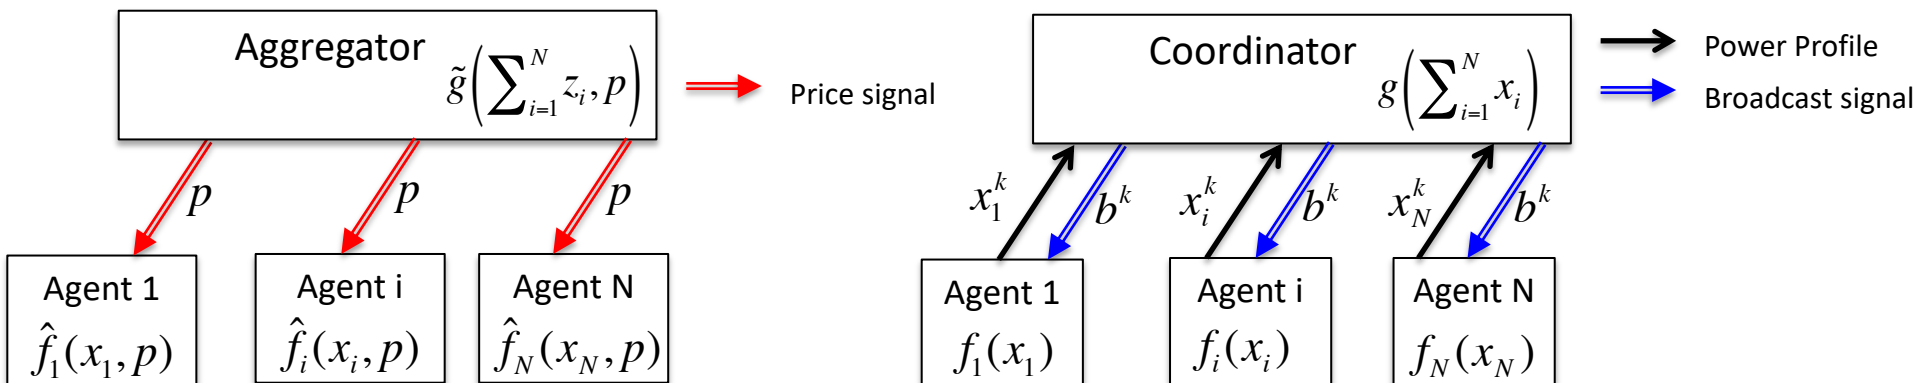 Aggregator
g̃(∑_{i=1}^{N} z_i, p)
Price signal
p
p
p
Agent 1
f̂_1(x_1, p)
Agent i
f̂_i(x_i, p)
Agent N
f̂_N(x_N, p)
Coordinator
g(∑_{i=1}^{N} x_i)
Power Profile
Broadcast signal
x_1^k
b^k
x_i^k
b^k
x_N^k
b^k
Agent 1
f_1(x_1)
Agent i
f_i(x_i)
Agent N
f_N(x_N)